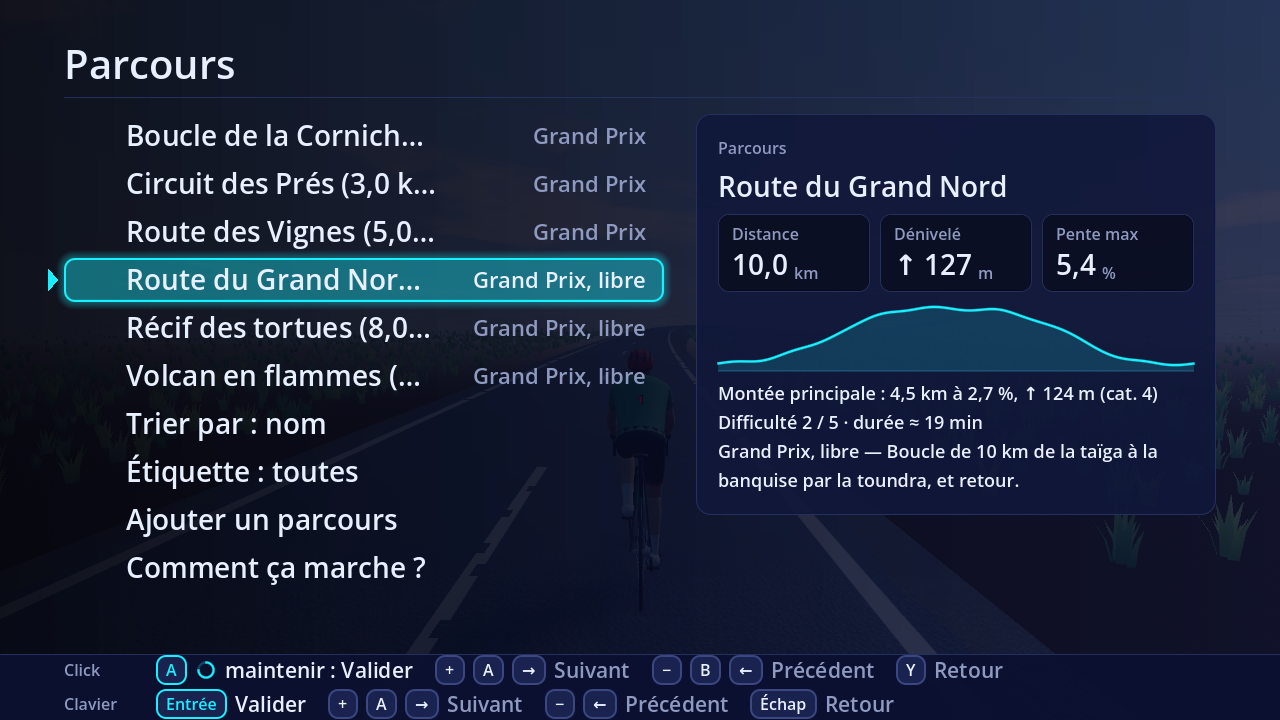 Parcours
Boucle de la Cornich... Grand Prix
Circuit des Prés (3,0 k... Grand Prix
Route des Vignes (5,0... Grand Prix
Route du Grand Nor... Grand Prix, libre
Récif des tortues (8,0... Grand Prix, libre
Volcan en flammes (... Grand Prix, libre
Trier par : nom
Étiquette : toutes
Ajouter un parcours
Comment ça marche ?
Parcours
Route du Grand Nord
Distance
10,0 km
Dénivelé
↑ 127 m
Pente max
5,4 %
Montée principale : 4,5 km à 2,7 %, ↑ 124 m (cat. 4)
Difficulté 2 / 5 · durée ≈ 19 min
Grand Prix, libre — Boucle de 10 km de la taïga à la
banquise par la toundra, et retour.
Click A maintenir : Valider + A → Suivant − B ← Précédent Y Retour
Clavier Entrée Valider + A → Suivant − ← Précédent Échap Retour